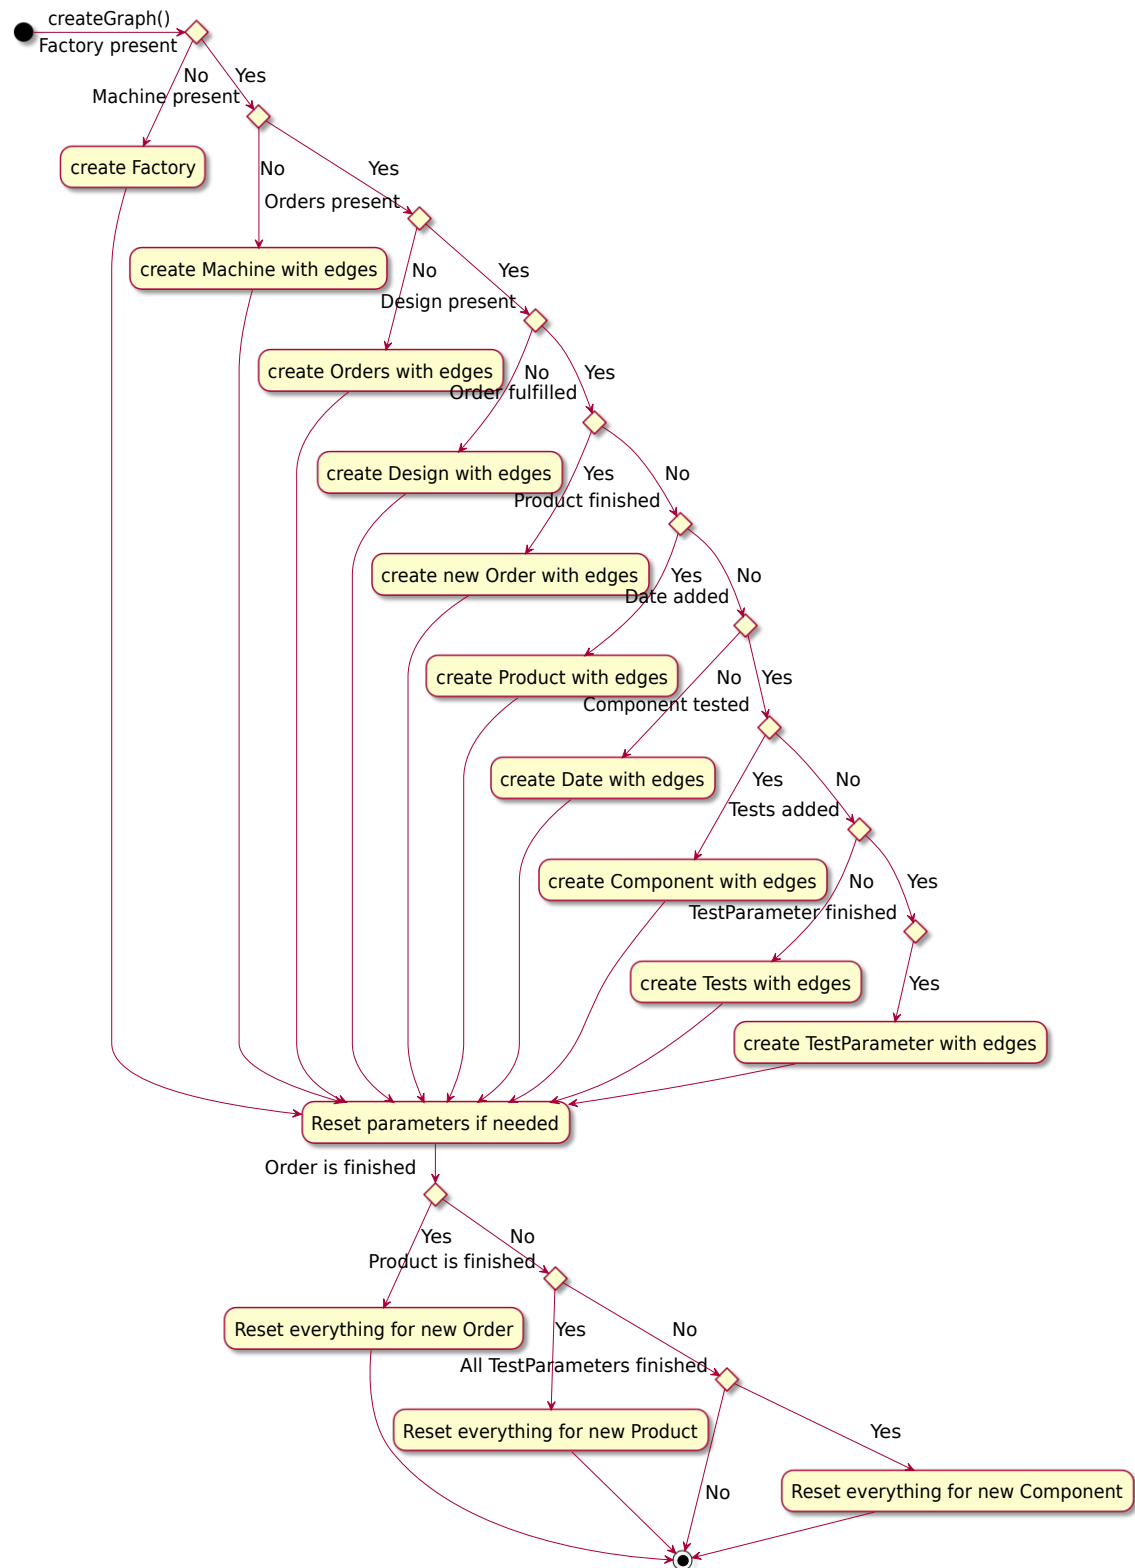 createGraph()
Factory present
No
Yes
Machine present
create Factory
No
Yes
Orders present
create Machine with edges
No
Yes
Design present
create Orders with edges
No
Yes
Order fulfilled
create Design with edges
Yes
No
Product finished
create new Order with edges
Yes
No
Date added
create Product with edges
No
Yes
Component tested
create Date with edges
Yes
No
Tests added
create Component with edges
No
Yes
TestParameter finished
create Tests with edges
Yes
create TestParameter with edges
Reset parameters if needed
Order is finished
Yes
No
Product is finished
Reset everything for new Order
Yes
No
All TestParameters finished
Reset everything for new Product
Yes
No
Reset everything for new Component